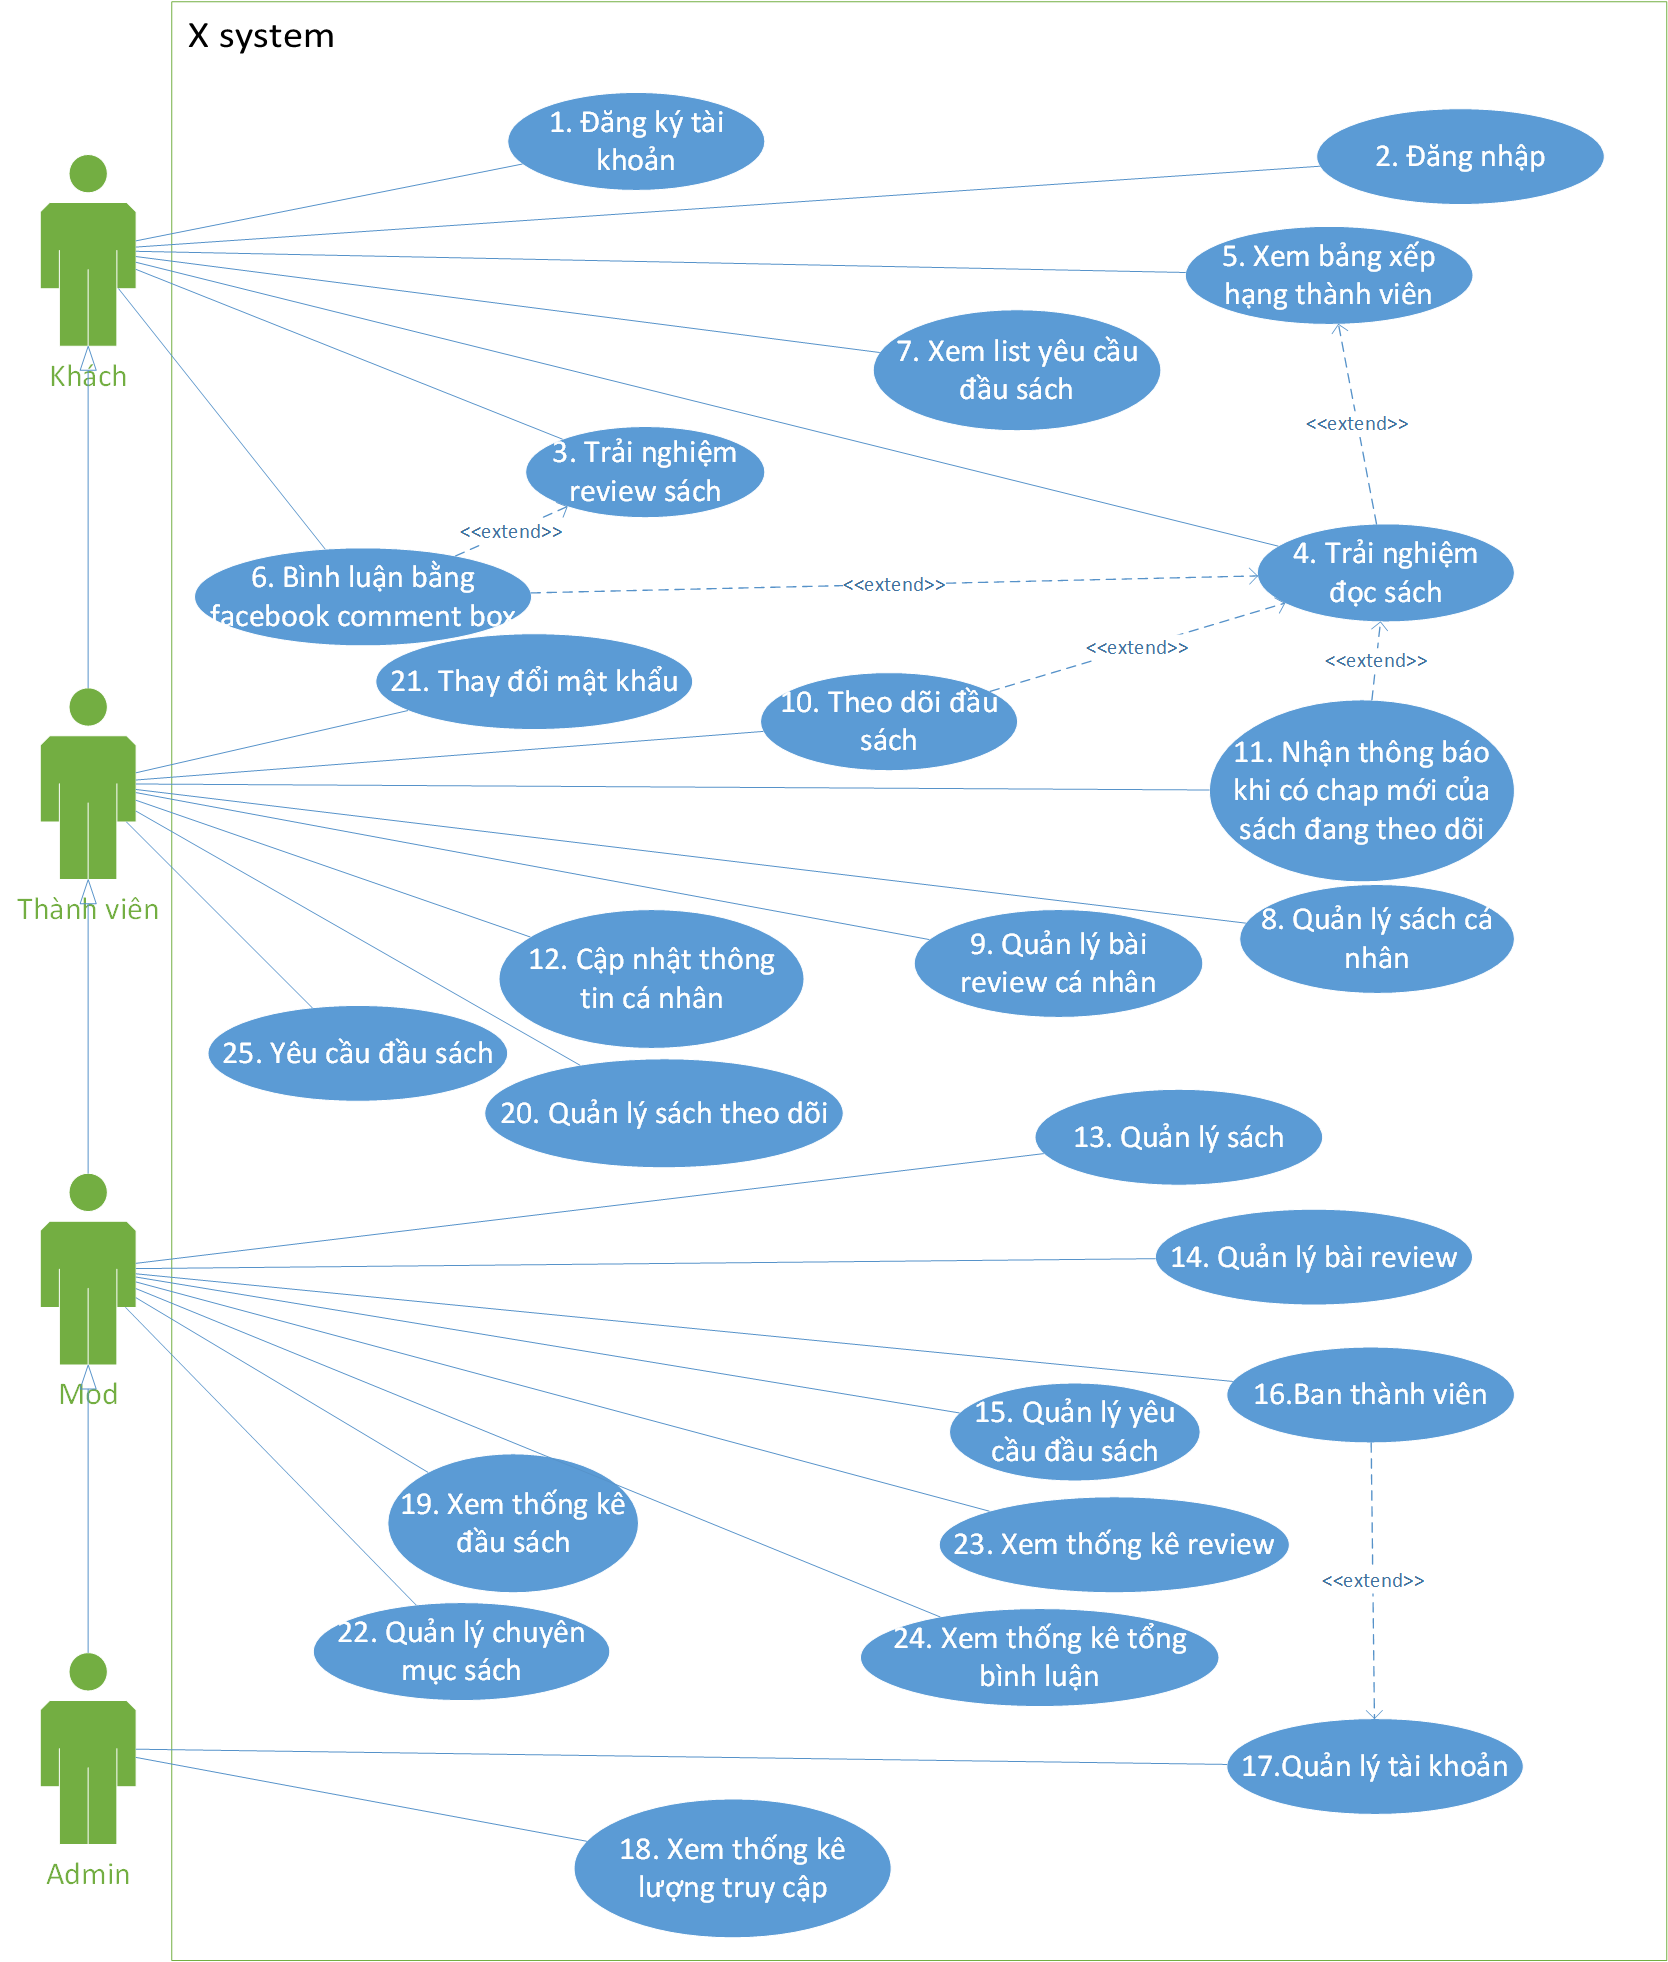 X system
1. Đăng ký tài
khoản
2. Đăng nhập
5. Xem bảng xếp
hạng thành viên
7. Xem list yêu cầu
đầu sách
Khách
<<extend>>
3. Trải nghiệm
review sách
<<extend>>
4. Trải nghiệm
đọc sách
6. Bình luận bằng
facebook comment box
<<extend>>
<<extend>>
<<extend>>
21. Thay đổi mật khẩu
10. Theo dõi đầu
sách
11. Nhận thông báo
khi có chap mới của
sách đang theo dõi
Thành viên
8. Quản lý sách cá
nhân
9. Quản lý bài
review cá nhân
12. Cập nhật thông
tin cá nhân
25. Yêu cầu đầu sách
20. Quản lý sách theo dõi
13. Quản lý sách
14. Quản lý bài review
Mod
16.Ban thành viên
15. Quản lý yêu
cầu đầu sách
19. Xem thống kê
đầu sách
23. Xem thống kê review
<<extend>>
22. Quản lý chuyên
mục sách
24. Xem thống kê tổng
bình luận
17.Quản lý tài khoản
18. Xem thống kê
lượng truy cập
Admin